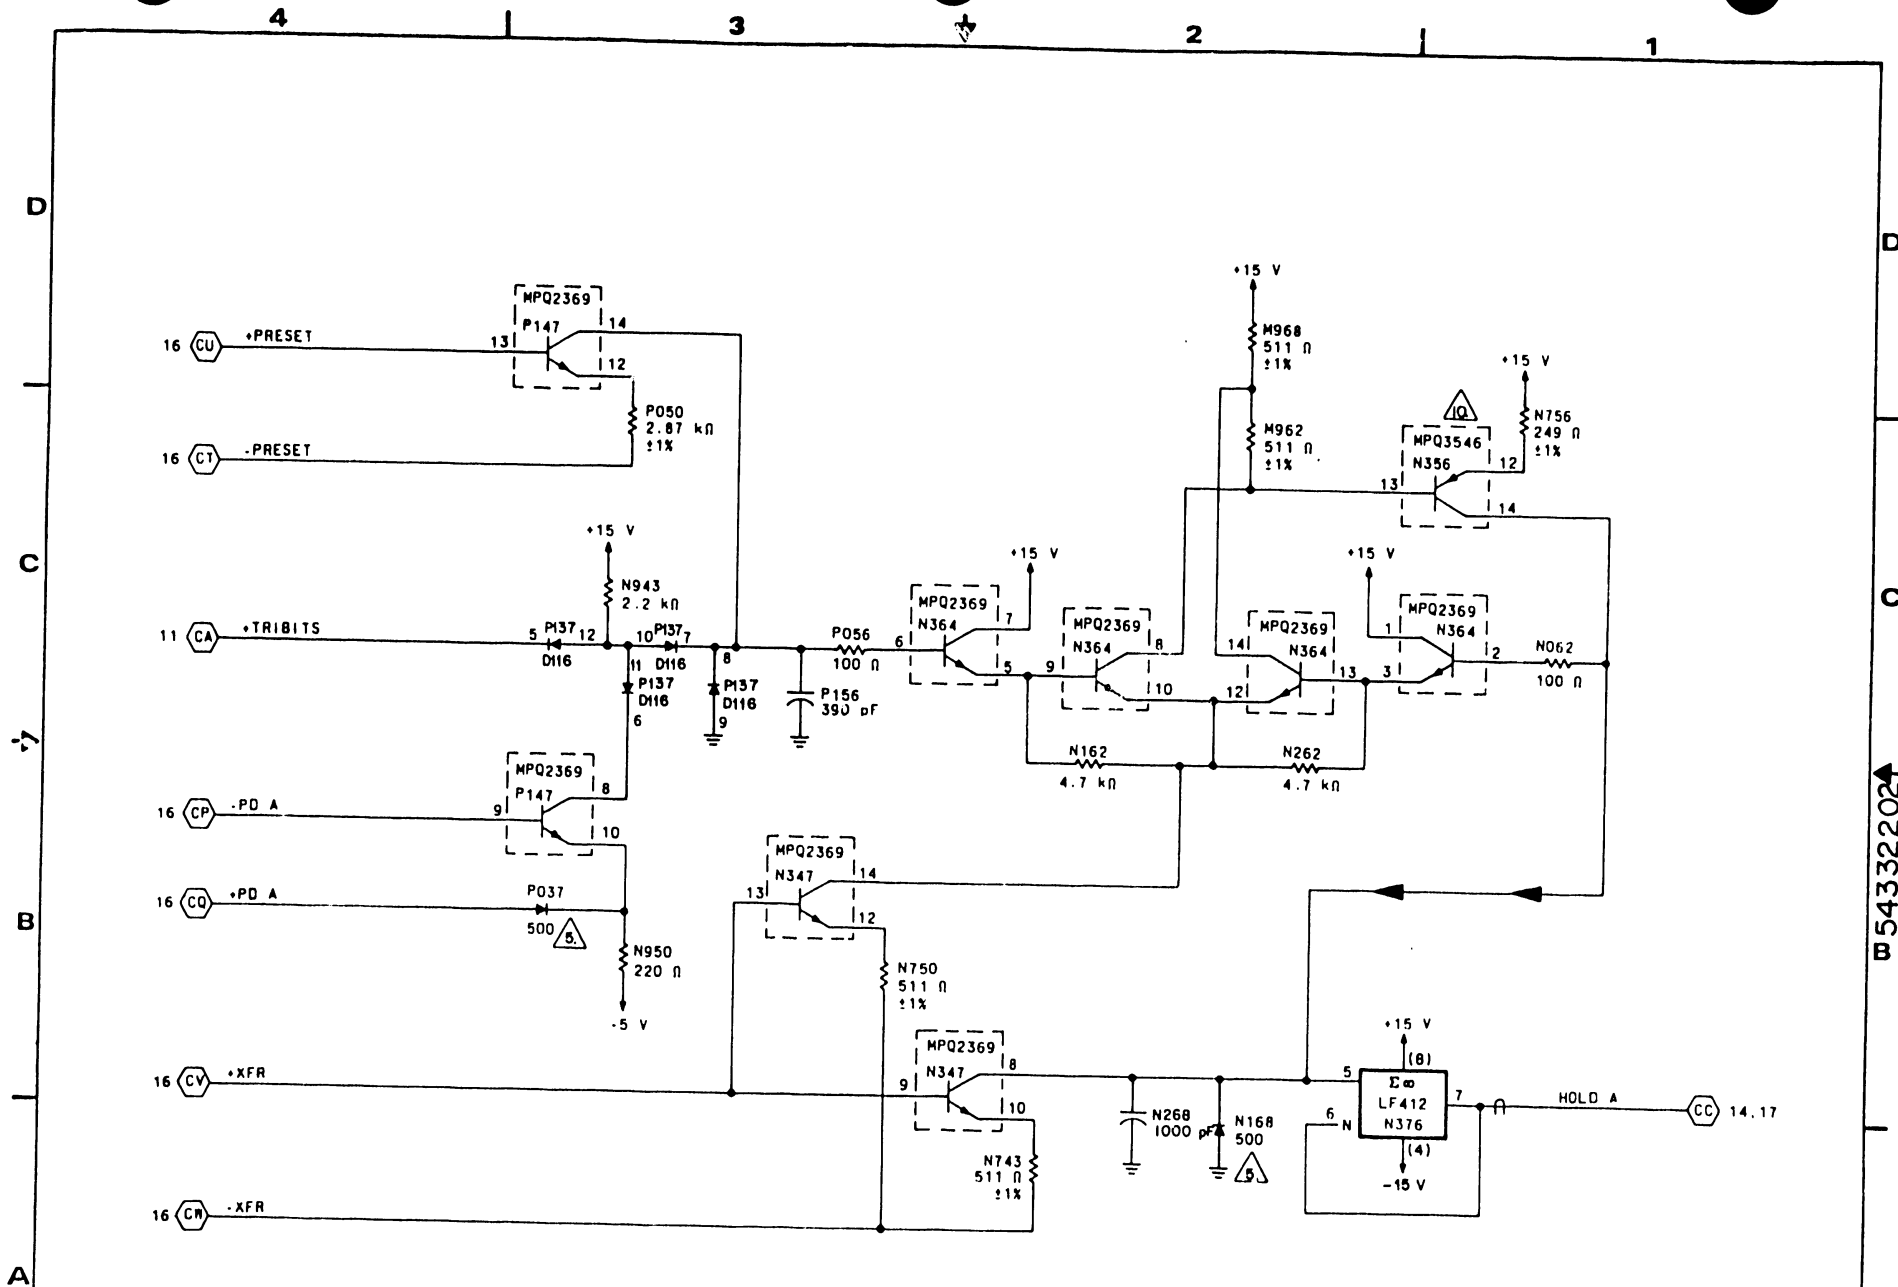 4
3
2
1
D
D
+15 V
MPQ2369
P147
14
13
12
16 CU +PRESET
M968
511 Ω
±1%
+15 V
10.
P050
2.87 kΩ
±1%
M962
511 Ω
±1%
N756
249 Ω
±1%
16 CT -PRESET
MPQ3546
N356
12
13
14
+15 V
+15 V
+15 V
C
C
N943
2.2 kΩ
MPQ2369
N364
7
6
5
MPQ2369
N364
8
9
10
MPQ2369
14
N364
13
12
MPQ2369
1
N364
2
3
11 CA +TRIBITS
5 P137 12
D116
10 P137 7
D116
8
P056
100 Ω
N062
100 Ω
11
P137
D116
6
P137
D116
9
P156
390 pF
N162
4.7 kΩ
N262
4.7 kΩ
MPQ2369
P147
8
9
10
16 CP -PD A
54332202
MPQ2369
N347
14
13
12
16 CQ +PD A
P037
500
5.
B
B
N950
220 Ω
-5 V
N750
511 Ω
±1%
+15 V
(8)
MPQ2369
N347
8
9
10
16 CV +XFR
5
Σ∞
LF412
N376
7
6 N
(4)
-15 V
HOLD A
CC 14.17
N268
1000 pF
N168
500
5.
N743
511 Ω
±1%
16 CW -XFR
A